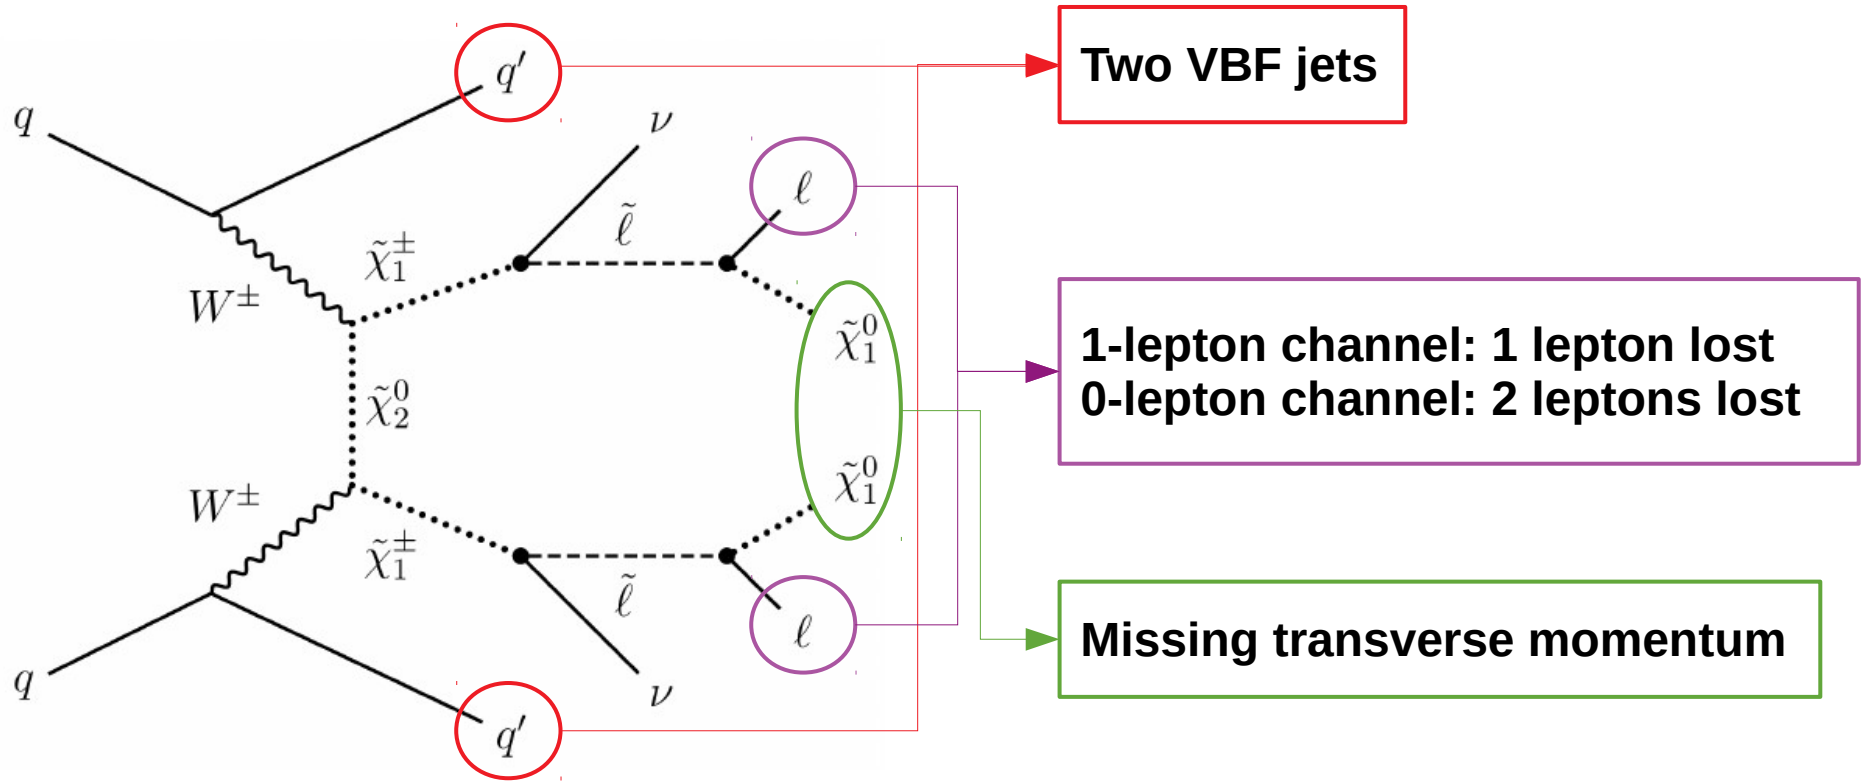 q′
Two VBF jets
q
ν
ℓ
ℓ̃
χ̃₁±
W±
χ̃₁⁰
1-lepton channel: 1 lepton lost
0-lepton channel: 2 leptons lost
χ̃₂⁰
χ̃₁⁰
W±
χ̃₁±
ℓ̃
ℓ
Missing transverse momentum
q
ν
q′